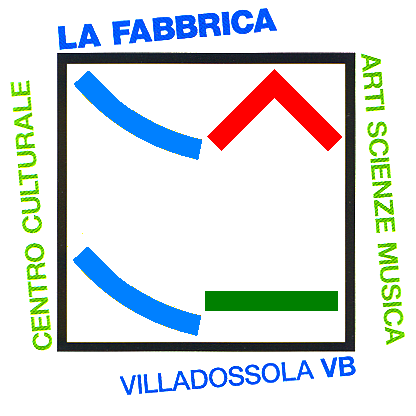 LA FABBRICA
CENTRO CULTURALE
ARTI SCIENZE MUSICA
VILLADOSSOLA VB